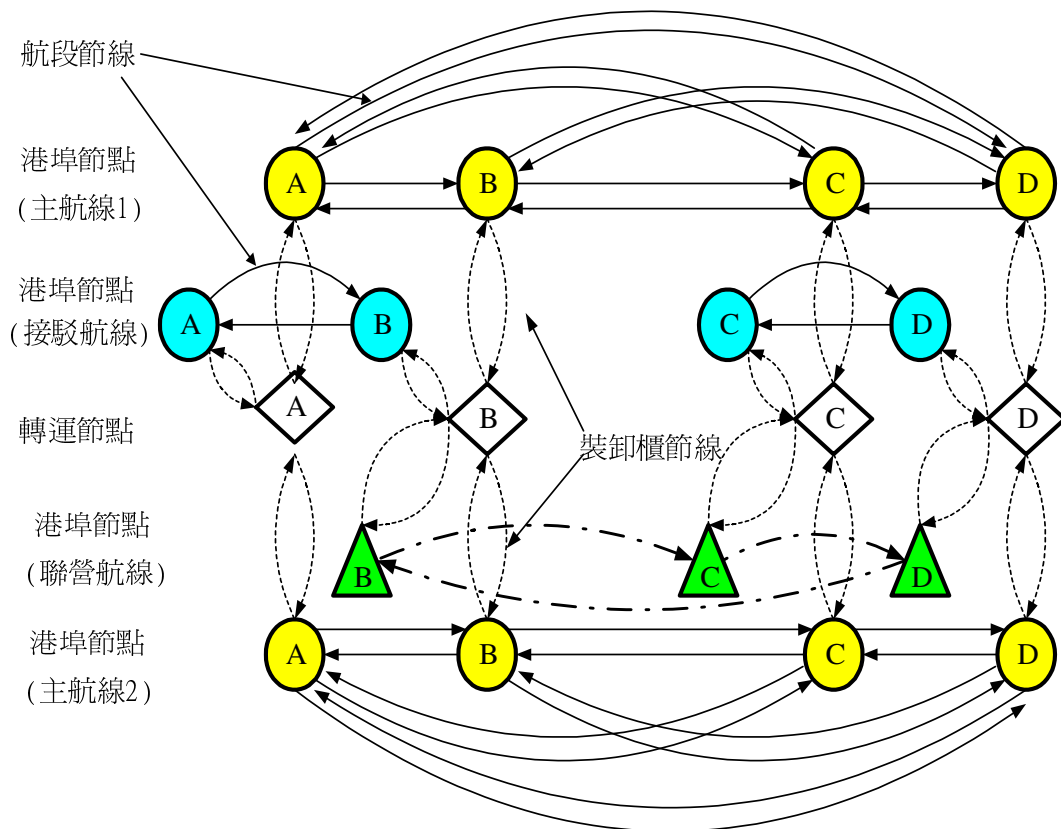 航段節線
港埠節點
(主航線1)
A B C D
港埠節點
(接駁航線)
A B C D
轉運節點
A B C D
裝卸櫃節線
港埠節點
(聯營航線)
B C D
港埠節點
(主航線2)
A B C D